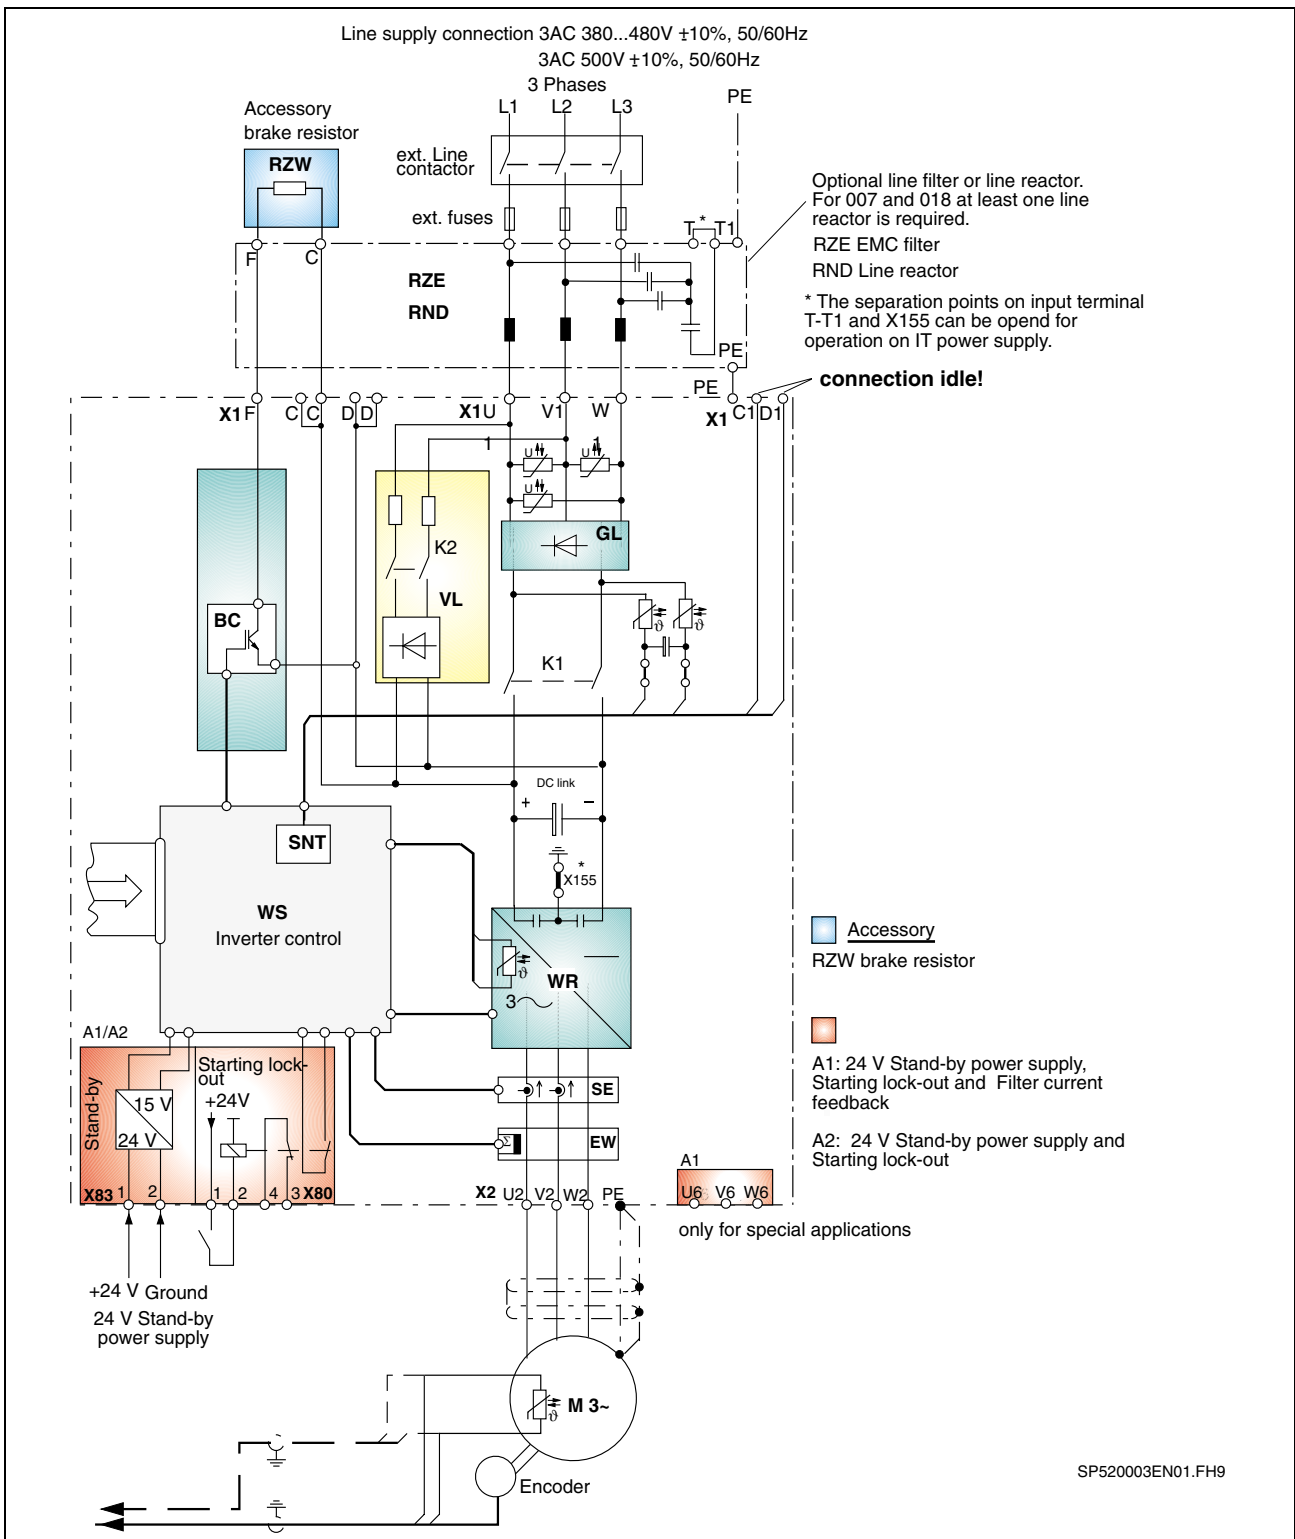 Line supply connection 3AC 380...480V ±10%, 50/60Hz
3AC 500V ±10%, 50/60Hz
3 Phases
L1 L2 L3 PE
Accessory
brake resistor
RZW
ext. Line
contactor
ext. fuses
T * T1
Optional line filter or line reactor.
For 007 and 018 at least one line
reactor is required.
RZE EMC filter
RND Line reactor
* The separation points on input terminal
T-T1 and X155 can be opend for
operation on IT power supply.
F C
RZE
RND
PE
PE
connection idle!
X1 F C C D D X1 U V1 W X1 C1 D1
1 1
U U
U
GL
K2
VL
BC
K1
ϑ ϑ
DC link
+ −
SNT
*
X155
WS
Inverter control
WR
ϑ
3
Accessory
RZW brake resistor
A1/A2
Stand-by
Starting lock-
out
+24V
15 V
24 V
SE
EW
Σ
A1: 24 V Stand-by power supply,
Starting lock-out and Filter current
feedback
A2: 24 V Stand-by power supply and
Starting lock-out
X83 1 2 1 2 4 3 X80
X2 U2 V2 W2 PE
A1
U6 V6 W6
only for special applications
+24 V Ground
24 V Stand-by
power supply
M 3~
ϑ
Encoder
SP520003EN01.FH9